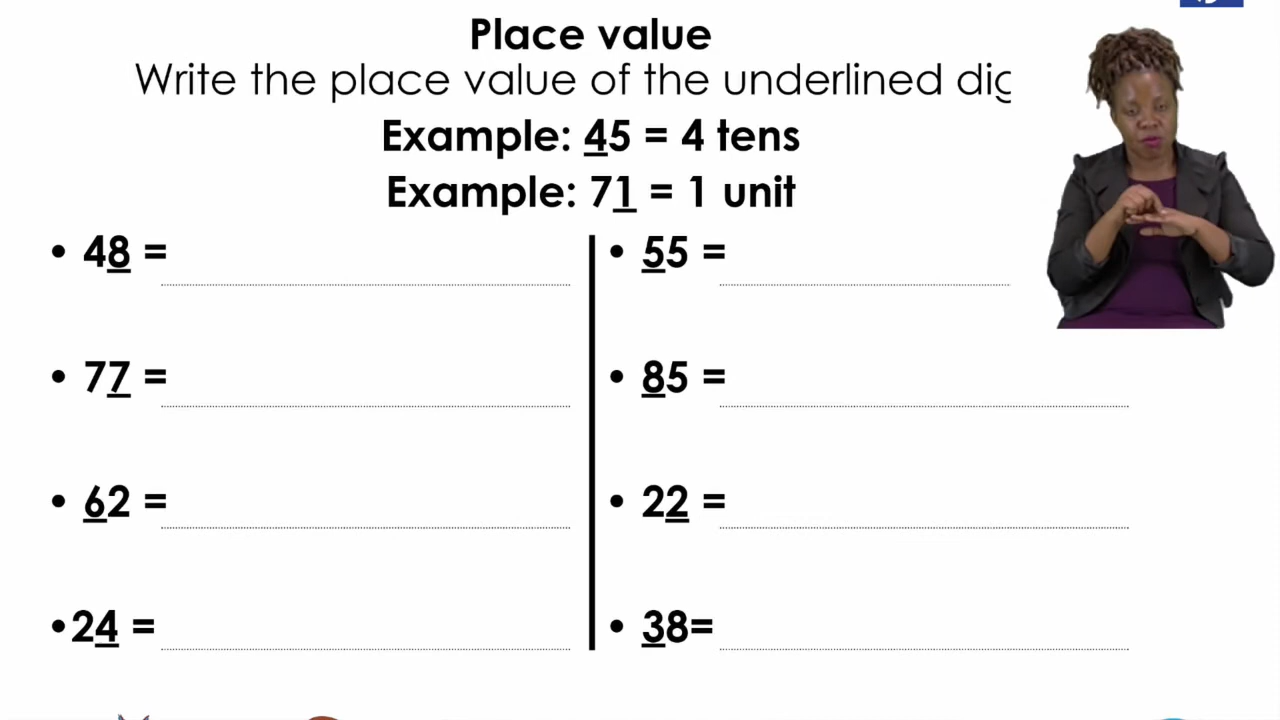 Place value
Write the place value of the underlined
Example: 45 = 4 tens
Example: 71 = 1 unit
• 48 =
• 77 =
• 62 =
• 24 =
• 55 =
• 85 =
• 22 =
• 38=